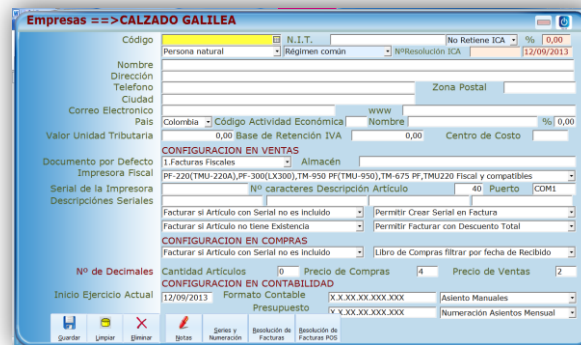 Empresas ==>CALZADO GALILEA
Código N.I.T. No Retiene ICA % 0,00
Persona natural Régimen común NºResolución ICA 12/09/2013
Nombre
Dirección
Telefono Zona Postal
Ciudad
Correo Electronico www
Pais Colombia Código Actividad Económica Nombre % 0,00
Valor Unidad Tributaria 0,00 Base de Retención IVA 0,00 Centro de Costo
CONFIGURACION EN VENTAS
Documento por Defecto 1.Facturas Fiscales Almacén
Impresora Fiscal PF-220(TMU-220A),PF-300(LX300),TM-950 PF(TMU-950),TM-675 PF,TMU220 Fiscal y compatibles
Serial de la Impresora Nº caracteres Descripción Artículo 40 Puerto COM1
Descripciónes Seriales
Facturar si Artículo con Serial no es incluido Permitir Crear Serial en Factura
Facturar si Artículo no tiene Existencia Permitir Facturar con Descuento Total
CONFIGURACION EN COMPRAS
Facturar si Artículo con Serial no es incluido Libro de Compras filtrar por fecha de Recibido
Nº de Decimales Cantidad Artículos 0 Precio de Compras 4 Precio de Ventas 2
CONFIGURACION EN CONTABILIDAD
Inicio Ejercicio Actual 12/09/2013 Formato Contable X.X.XX.XX.XXX.XXX Asiento Manuales
Presupuesto X.X.XX.XX.XXX.XXX Numeración Asientos Mensual
Guardar Limpiar Eliminar Notas Series y Numeración Resolución de Facturas Resolución de Facturas POS